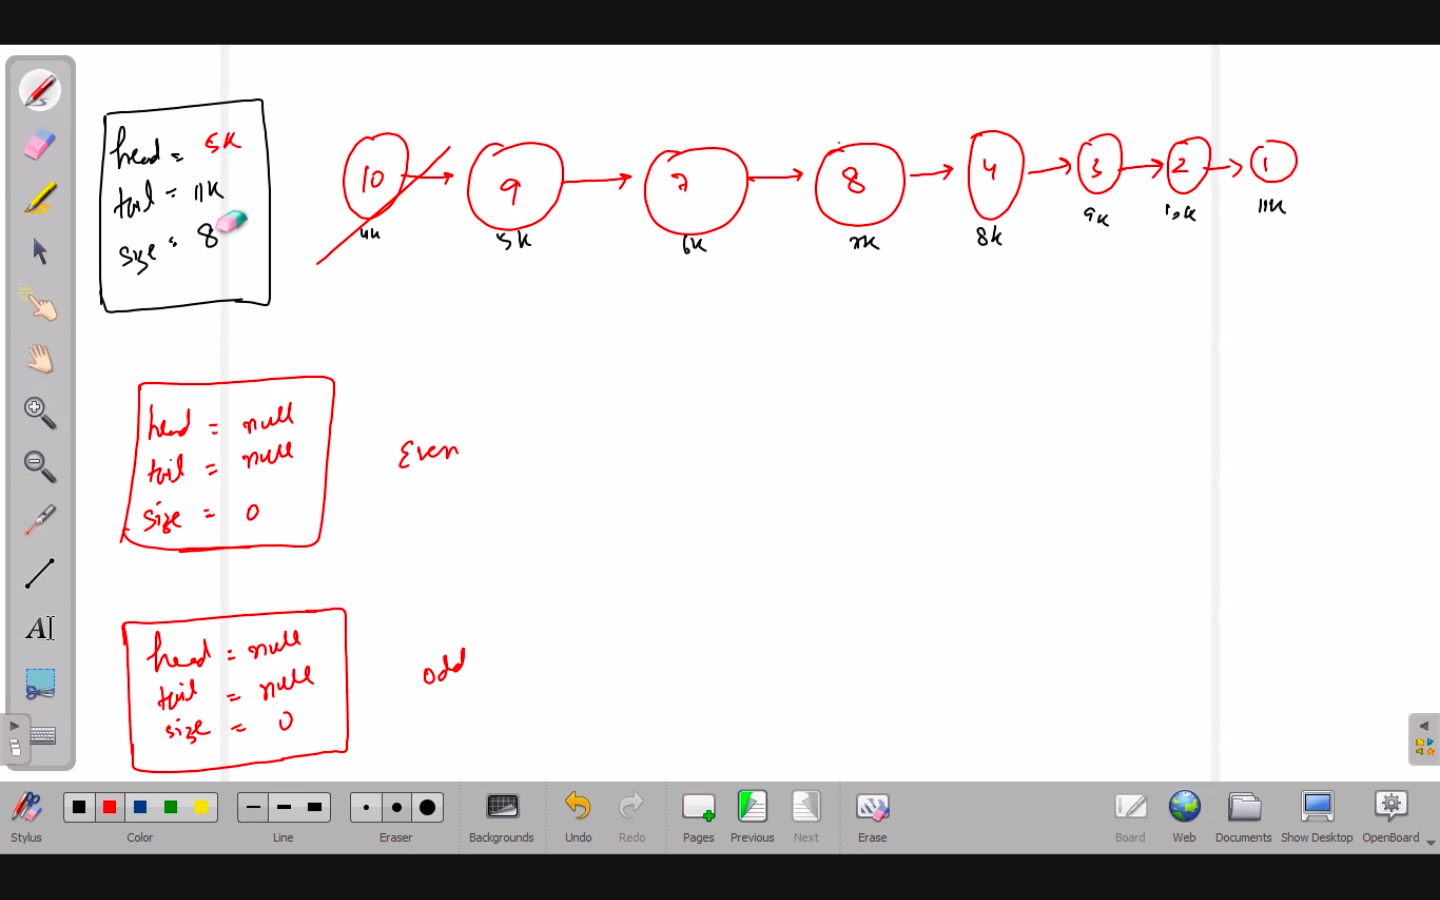 head = 5K
tail = 11K
size = 8
10 9 7 8 4 3 2 1
4K 5K 6K 7K 8K 9K 10K 11K
head = null
tail = null
size = 0
Even
head = null
tail = null
size = 0
odd
A
Stylus Color Line Eraser Backgrounds Undo Redo Pages Previous Next Erase Board Web Documents Show Desktop OpenBoard